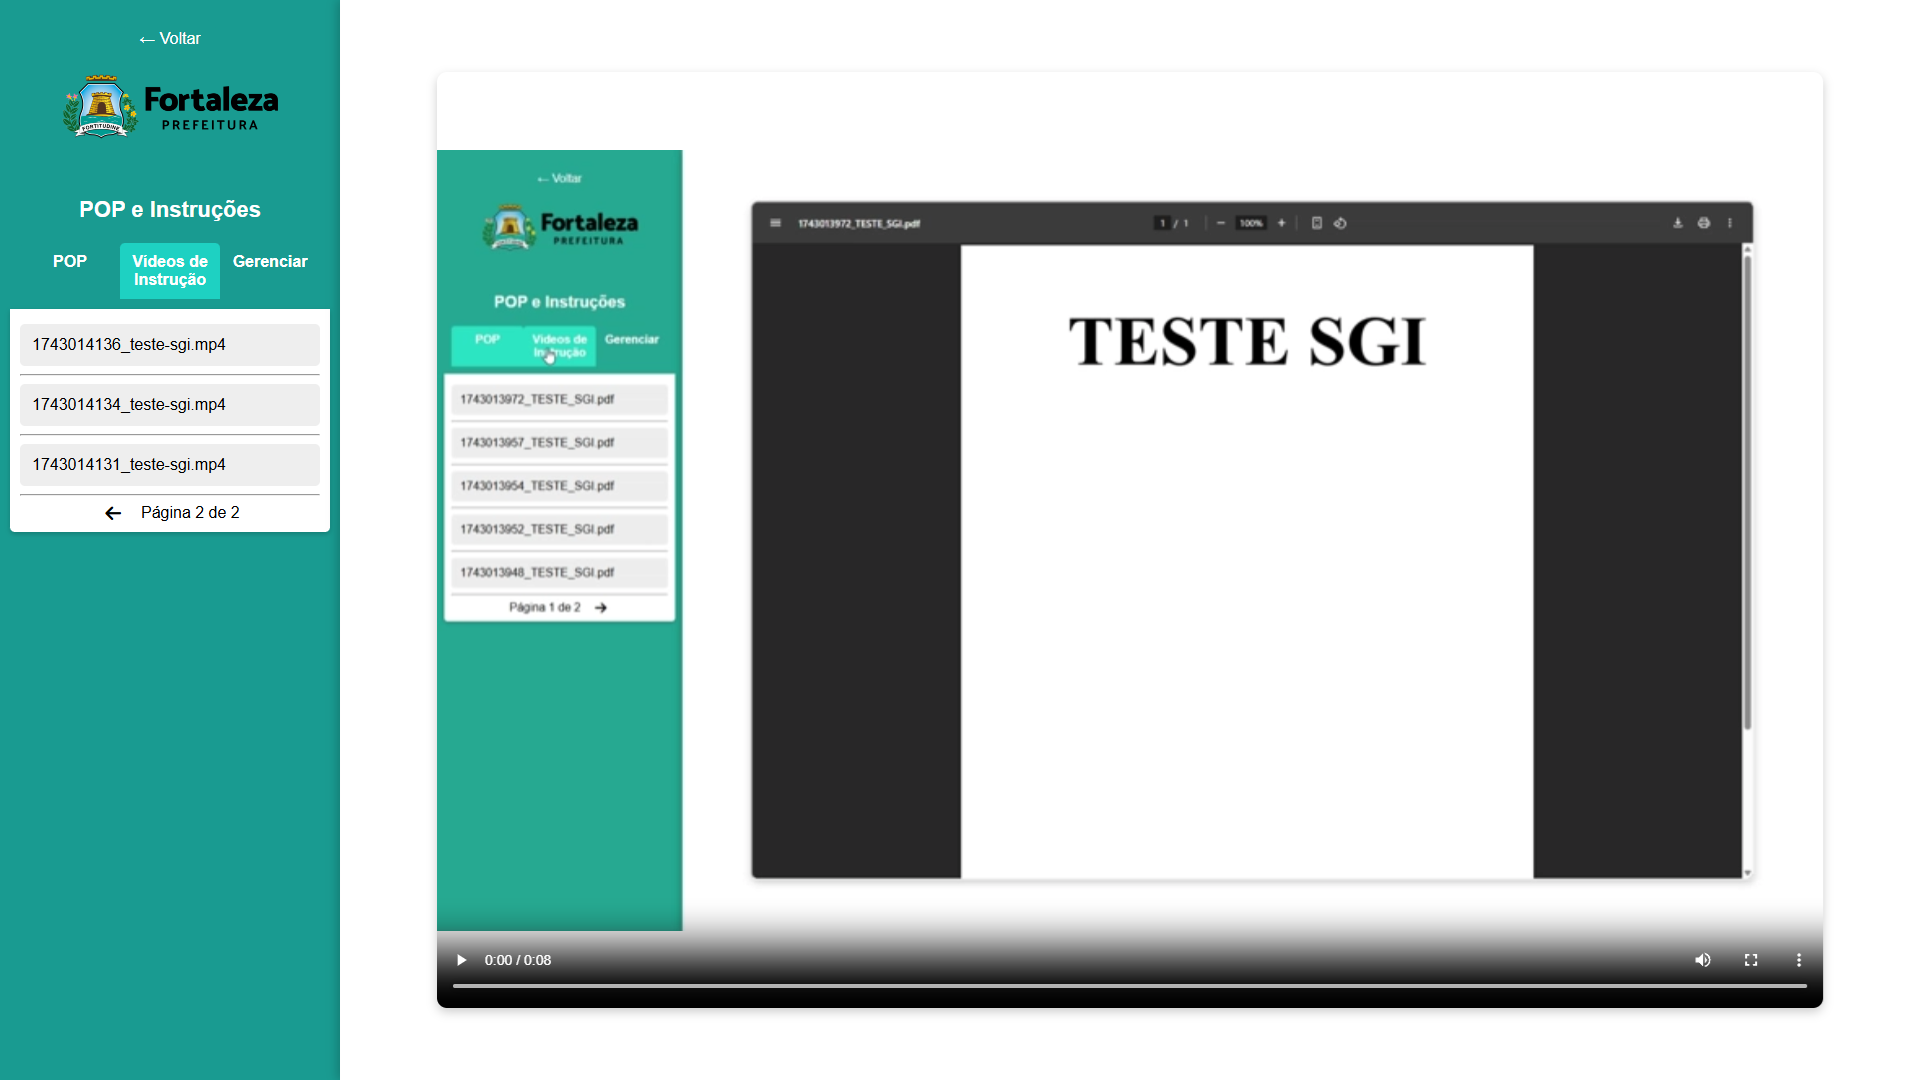 ← Voltar
FORTITUDINE
Fortaleza
PREFEITURA
POP e Instruções
POP
Videos de
Instrução
Gerenciar
1743014136_teste-sgi.mp4
1743014134_teste-sgi.mp4
1743014131_teste-sgi.mp4
← Página 2 de 2
← Voltar
Fortaleza
PREFEITURA
POP e Instruções
POP
Videos de
Instrução
Gerenciar
1743013972_TESTE_SGI.pdf
1743013957_TESTE_SGI.pdf
1743013954_TESTE_SGI.pdf
1743013952_TESTE_SGI.pdf
1743013948_TESTE_SGI.pdf
Página 1 de 2 →
1743013972_TESTE_SGI.pdf
1 / 1
100%
TESTE SGI
0:00 / 0:08